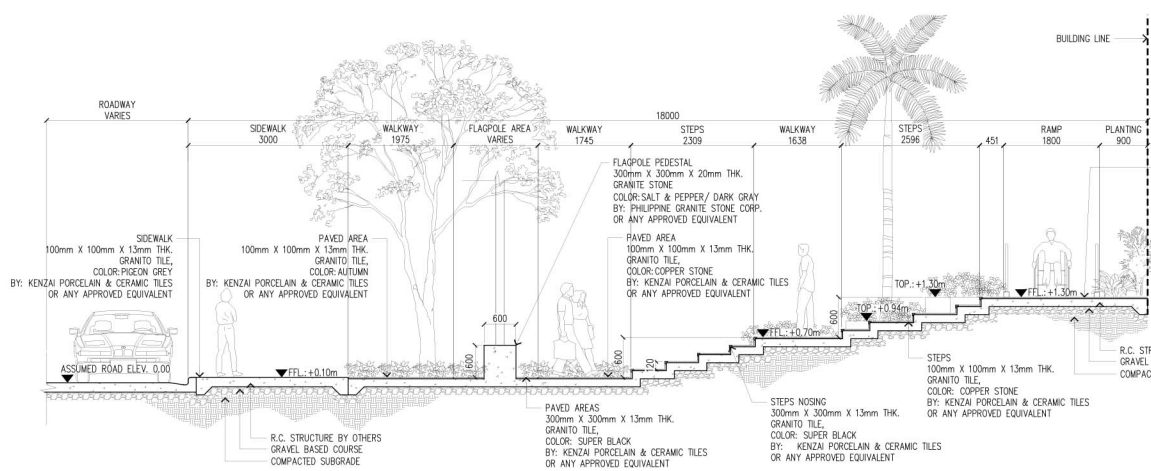 BUILDING LINE
ROADWAY
VARIES
18000
SIDEWALK
3000
WALKWAY
1975
FLAGPOLE AREA
VARIES
WALKWAY
1745
STEPS
2309
WALKWAY
1638
STEPS
2596
451
RAMP
1800
PLANTING
900
FLAGPOLE PEDESTAL
300mm X 300mm X 20mm THK.
GRANITE STONE
COLOR:SALT & PEPPER/ DARK GRAY
BY: PHILIPPINE GRANITE STONE CORP.
OR ANY APPROVED EQUIVALENT
SIDEWALK
100mm X 100mm X 13mm THK.
GRANITO TILE,
COLOR:PIGEON GREY
BY: KENZAI PORCELAIN & CERAMIC TILES
OR ANY APPROVED EQUIVALENT
PAVED AREA
100mm X 100mm X 13mm THK.
GRANITO TILE,
COLOR: AUTUMN
BY: KENZAI PORCELAIN & CERAMIC TILES
OR ANY APPROVED EQUIVALENT
PAVED AREA
100mm X 100mm X 13mm THK.
GRANITO TILE,
COLOR:COPPER STONE
BY: KENZAI PORCELAIN & CERAMIC TILES
OR ANY APPROVED EQUIVALENT
TOP.:+1.30m
FFL.:+1.30m
TOP.:+0.94m
600
FFL.:+0.70m
600
600
600
120
ASSUMED ROAD ELEV. 0.00
FFL.:+0.10m
R.C. STR
GRAVEL
COMPAC
STEPS
100mm X 100mm X 13mm THK.
GRANITO TILE,
COLOR: COPPER STONE
BY: KENZAI PORCELAIN & CERAMIC TILES
OR ANY APPROVED EQUIVALENT
STEPS NOSING
300mm X 300mm X 13mm THK.
GRANITO TILE,
COLOR: SUPER BLACK
BY: KENZAI PORCELAIN & CERAMIC TILES
OR ANY APPROVED EQUIVALENT
PAVED AREAS
300mm X 300mm X 13mm THK.
GRANITO TILE,
COLOR: SUPER BLACK
BY: KENZAI PORCELAIN & CERAMIC TILES
OR ANY APPROVED EQUIVALENT
R.C. STRUCTURE BY OTHERS
GRAVEL BASED COURSE
COMPACTED SUBGRADE